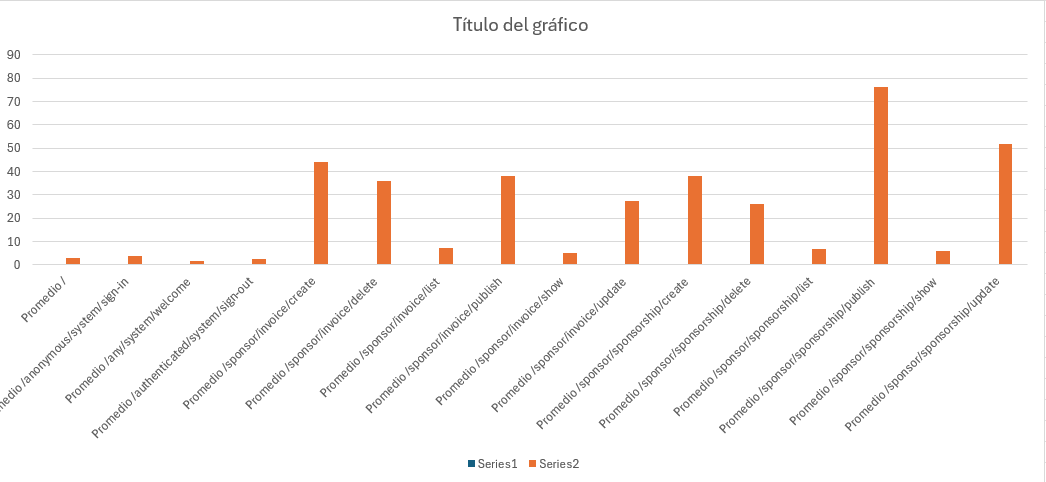 Título del gráfico
90
80
70
60
50
40
30
20
10
0
Promedio /
medio /anonymous/system/sign-in
Promedio /any/system/welcome
Promedio /authenticated/system/sign-out
Promedio /sponsor/invoice/create
Promedio /sponsor/invoice/delete
Promedio /sponsor/invoice/list
Promedio /sponsor/invoice/publish
Promedio /sponsor/invoice/show
Promedio /sponsor/invoice/update
Promedio /sponsor/sponsorship/create
Promedio /sponsor/sponsorship/delete
Promedio /sponsor/sponsorship/list
Promedio /sponsor/sponsorship/publish
Promedio /sponsor/sponsorship/show
Promedio /sponsor/sponsorship/update
Series1 Series2